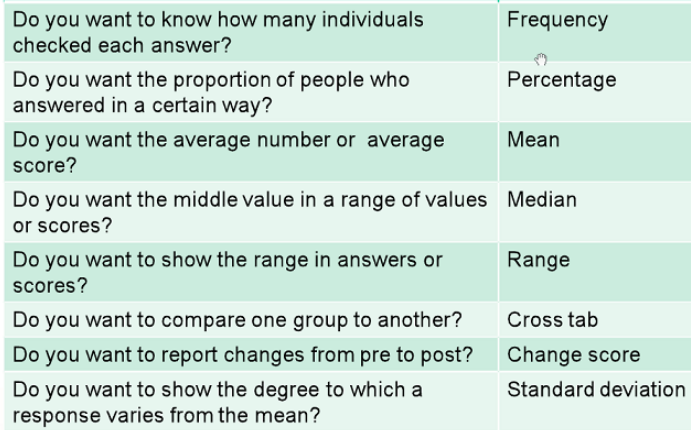 Do you want to know how many individuals Frequency
checked each answer?
Do you want the proportion of people who Percentage
answered in a certain way?
Do you want the average number or average Mean
score?
Do you want the middle value in a range of values Median
or scores?
Do you want to show the range in answers or Range
scores?
Do you want to compare one group to another? Cross tab
Do you want to report changes from pre to post? Change score
Do you want to show the degree to which a Standard deviation
response varies from the mean?